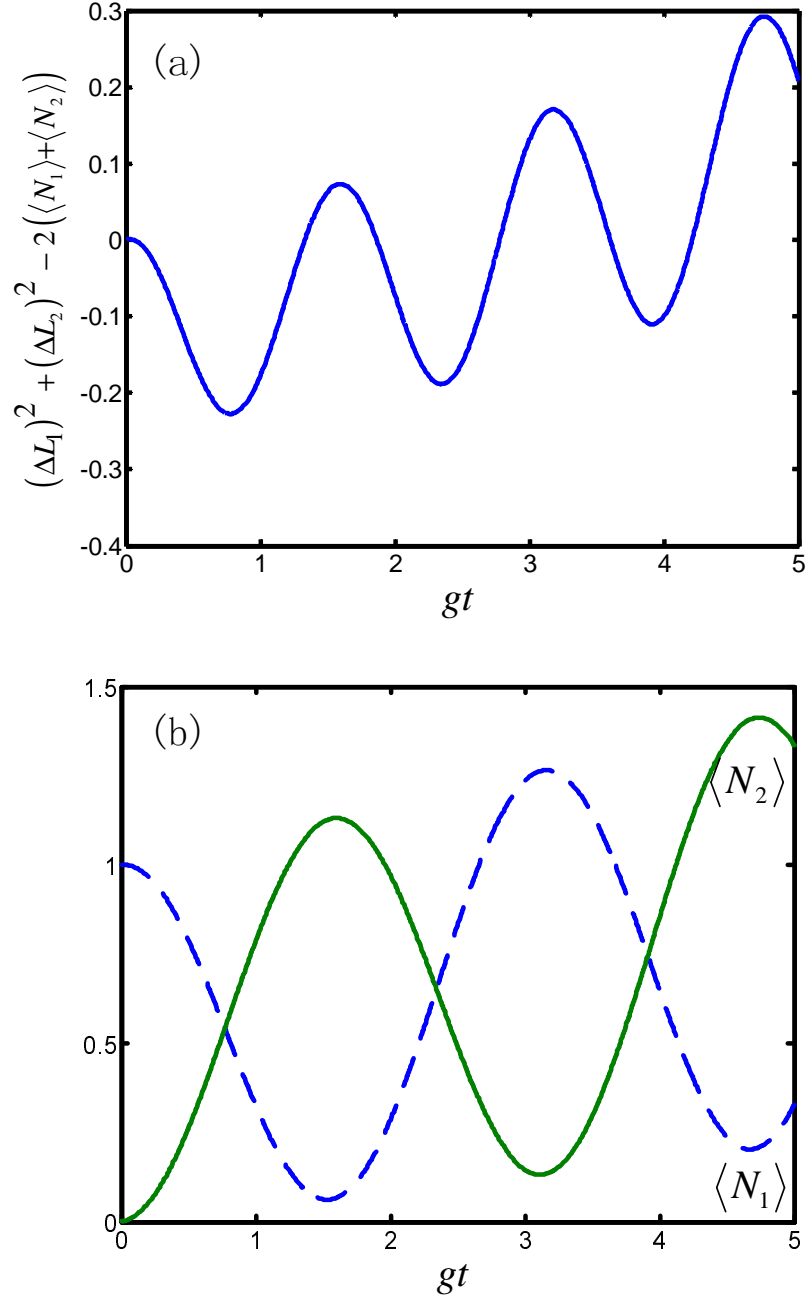 (a)
(ΔL₁)² + (ΔL₂)² − 2(⟨N₁⟩+⟨N₂⟩)
0.3
0.2
0.1
0
-0.1
-0.2
-0.3
-0.4
0 1 2 3 4 5
gt
(b)
1.5
1
0.5
0
⟨N₂⟩
⟨N₁⟩
0 1 2 3 4 5
gt